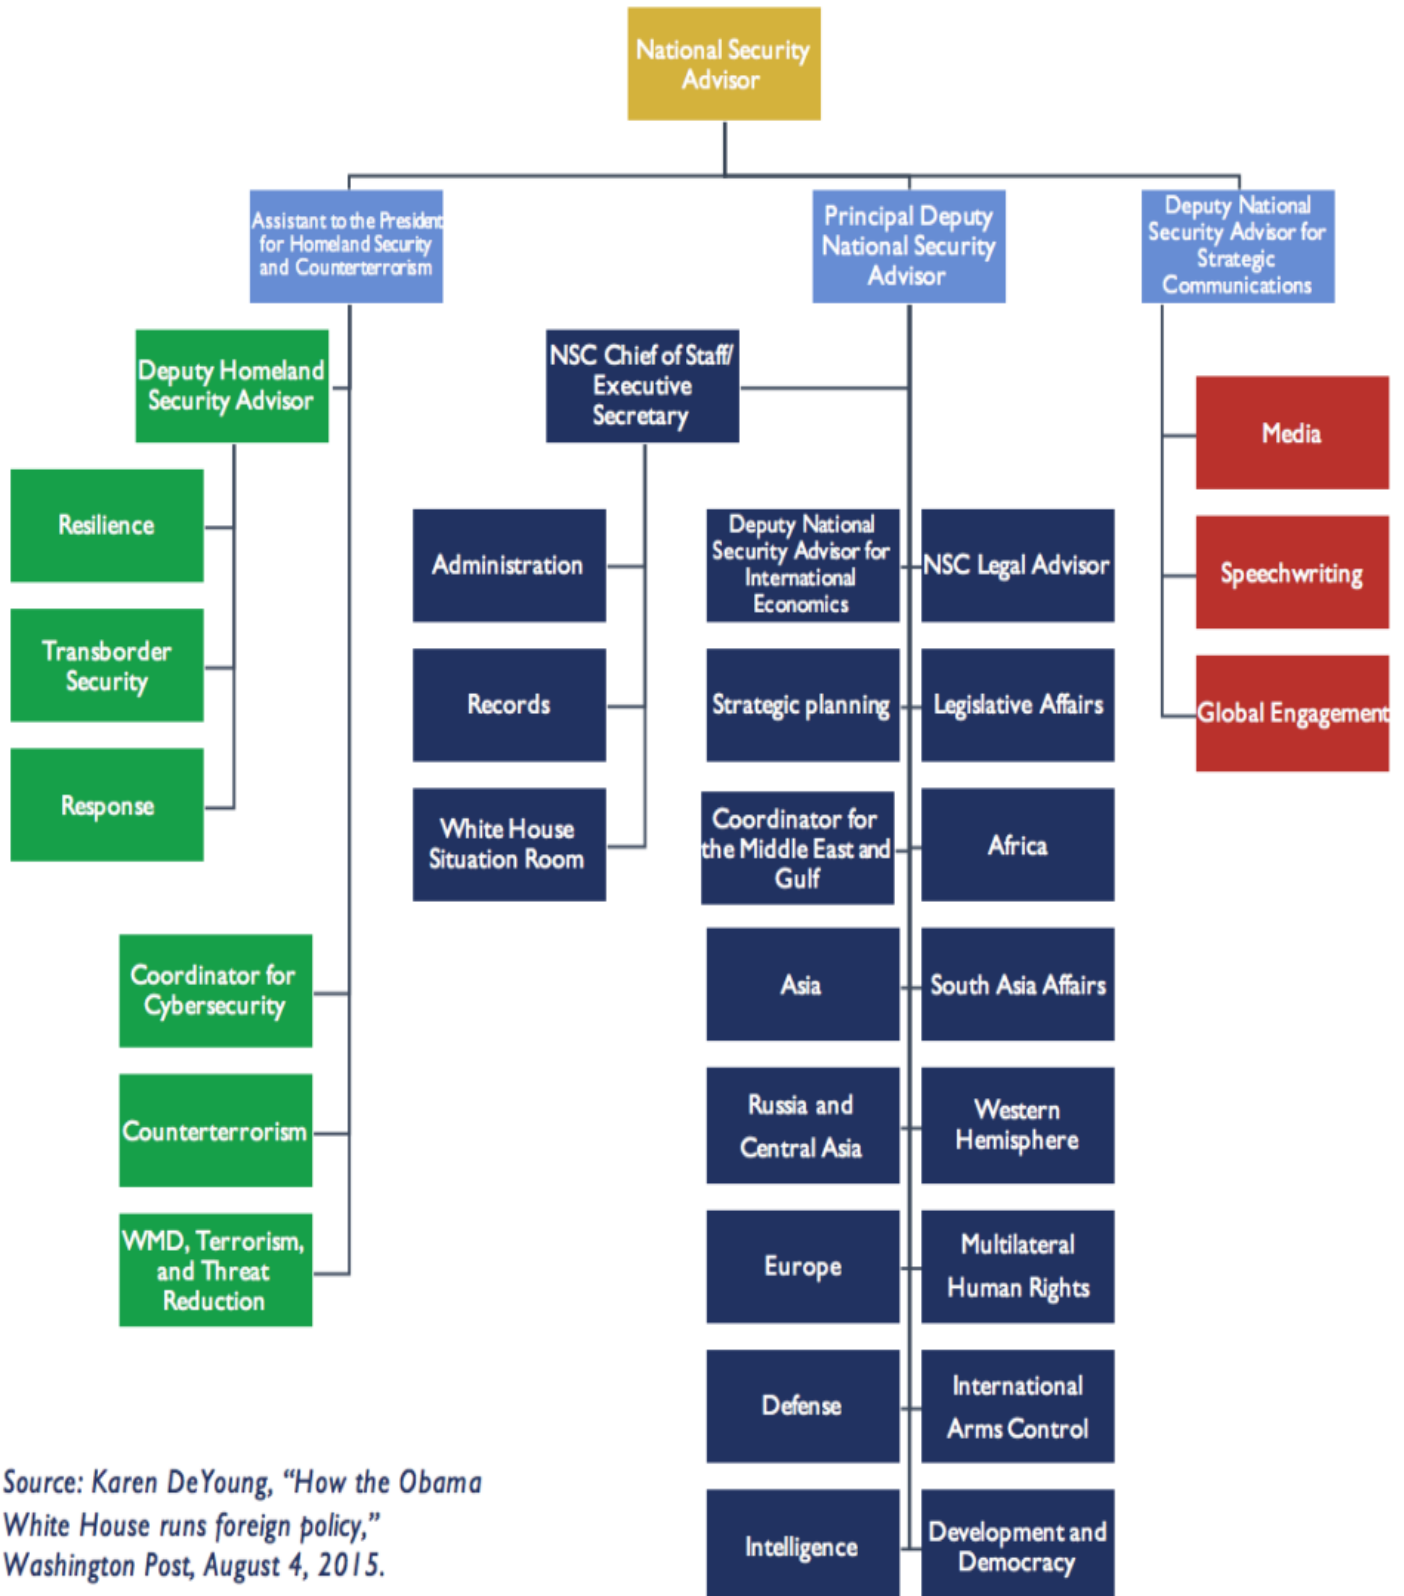 National Security
Advisor
Assistant to the President
for Homeland Security
and Counterterrorism
Principal Deputy
National Security
Advisor
Deputy National
Security Advisor for
Strategic
Communications
Deputy Homeland
Security Advisor
NSC Chief of Staff/
Executive
Secretary
Media
Resilience
Administration
Deputy National
Security Advisor for
International
Economics
NSC Legal Advisor
Speechwriting
Transborder
Security
Records
Strategic planning
Legislative Affairs
Global Engagement
Response
White House
Situation Room
Coordinator for
the Middle East and
Gulf
Africa
Coordinator for
Cybersecurity
Asia
South Asia Affairs
Counterterrorism
Russia and
Central Asia
Western
Hemisphere
WMD, Terrorism,
and Threat
Reduction
Europe
Multilateral
Human Rights
Defense
International
Arms Control
Intelligence
Development and
Democracy
Source: Karen DeYoung, “How the Obama
White House runs foreign policy,”
Washington Post, August 4, 2015.